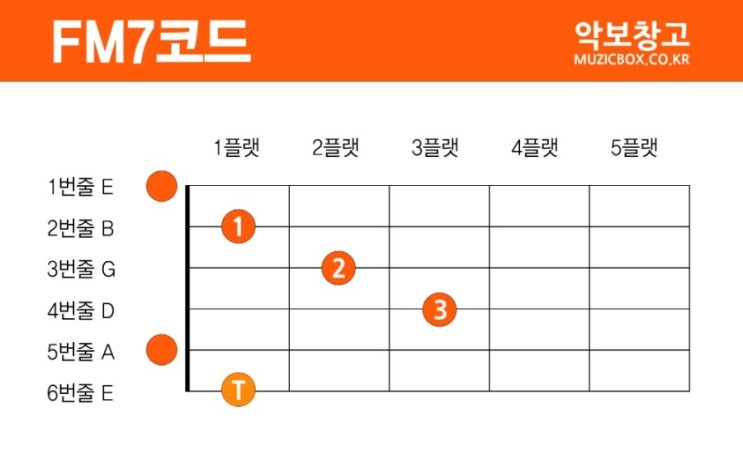 FM7코드
악보창고
MUZICBOX.CO.KR
1플랫 2플랫 3플랫 4플랫 5플랫
1번줄 E
2번줄 B 1
3번줄 G 2
4번줄 D 3
5번줄 A
6번줄 E T